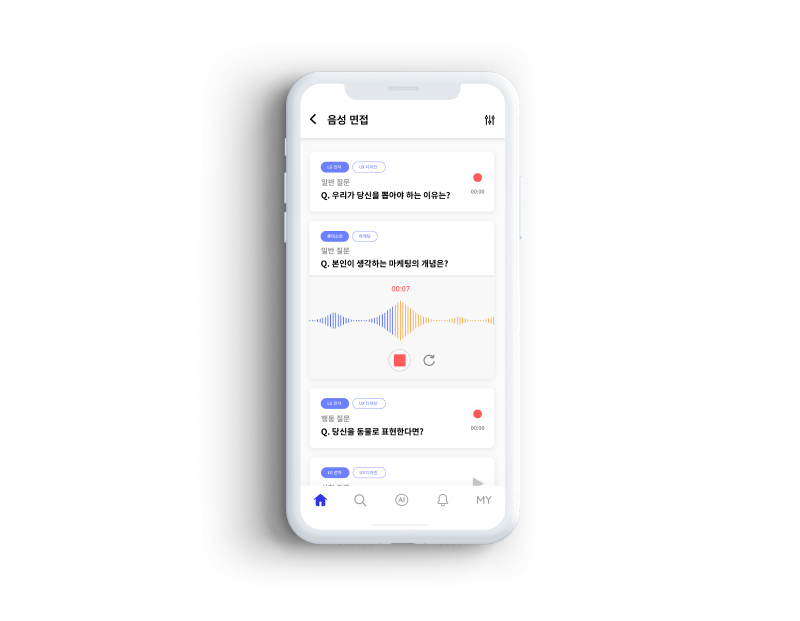 음성 면접
LG 전자 UX 디자인
일반 질문
00:00
Q. 우리가 당신을 뽑아야 하는 이유는?
마케팅
일반 질문
Q. 본인이 생각하는 마케팅의 개념은?
00:07
LG 전자 UX 디자인
행동 질문
00:00
Q. 당신을 동물로 표현한다면?
LG 전자 UX 디자인
AI MY